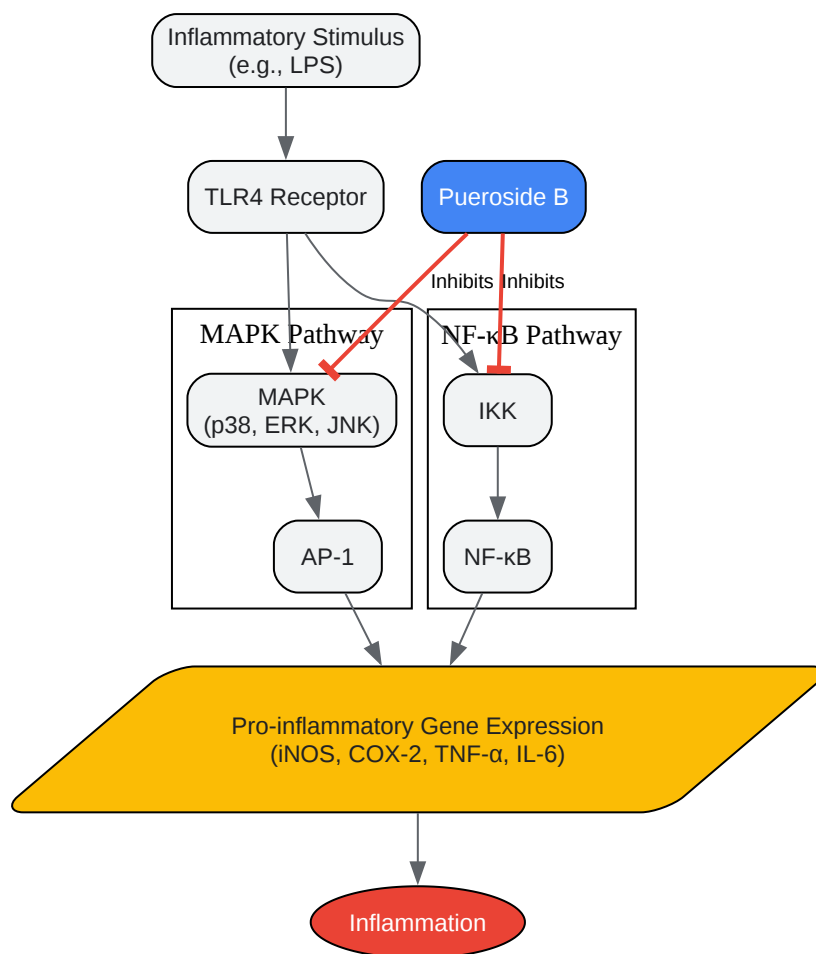 Inflammatory Stimulus
(e.g., LPS)
TLR4 Receptor
Pueroside B
Inhibits
Inhibits
MAPK Pathway
NF-κB Pathway
MAPK
(p38, ERK, JNK)
IKK
AP-1
NF-κB
Pro-inflammatory Gene Expression
(iNOS, COX-2, TNF-α, IL-6)
Inflammation